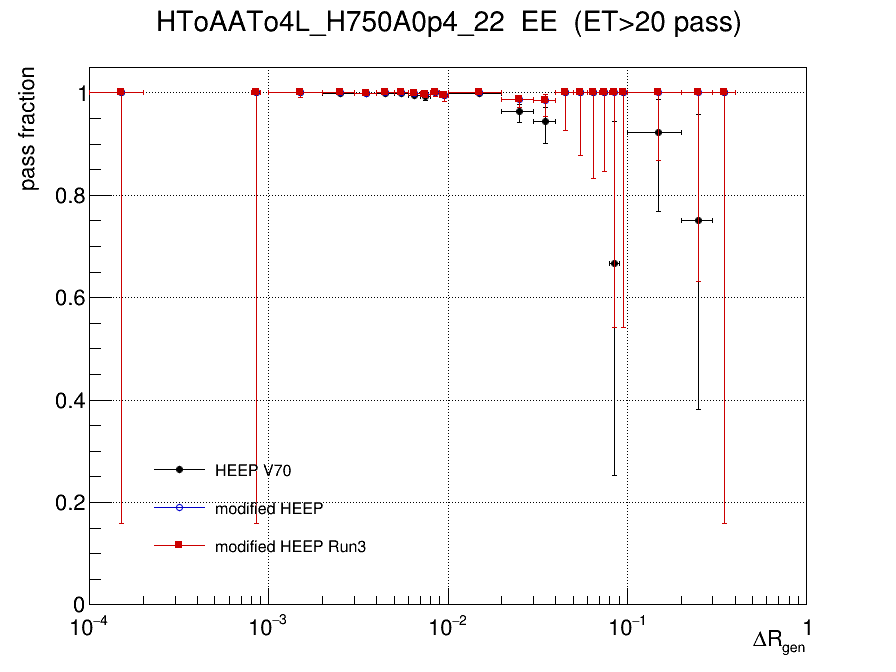 HToAATo4L_H750A0p4_22 EE (ET>20 pass)
pass fraction
1
0.8
0.6
0.4
0.2
0
HEEP V70
modified HEEP
modified HEEP Run3
10⁻⁴ 10⁻³ 10⁻² 10⁻¹ 1
ΔR_gen